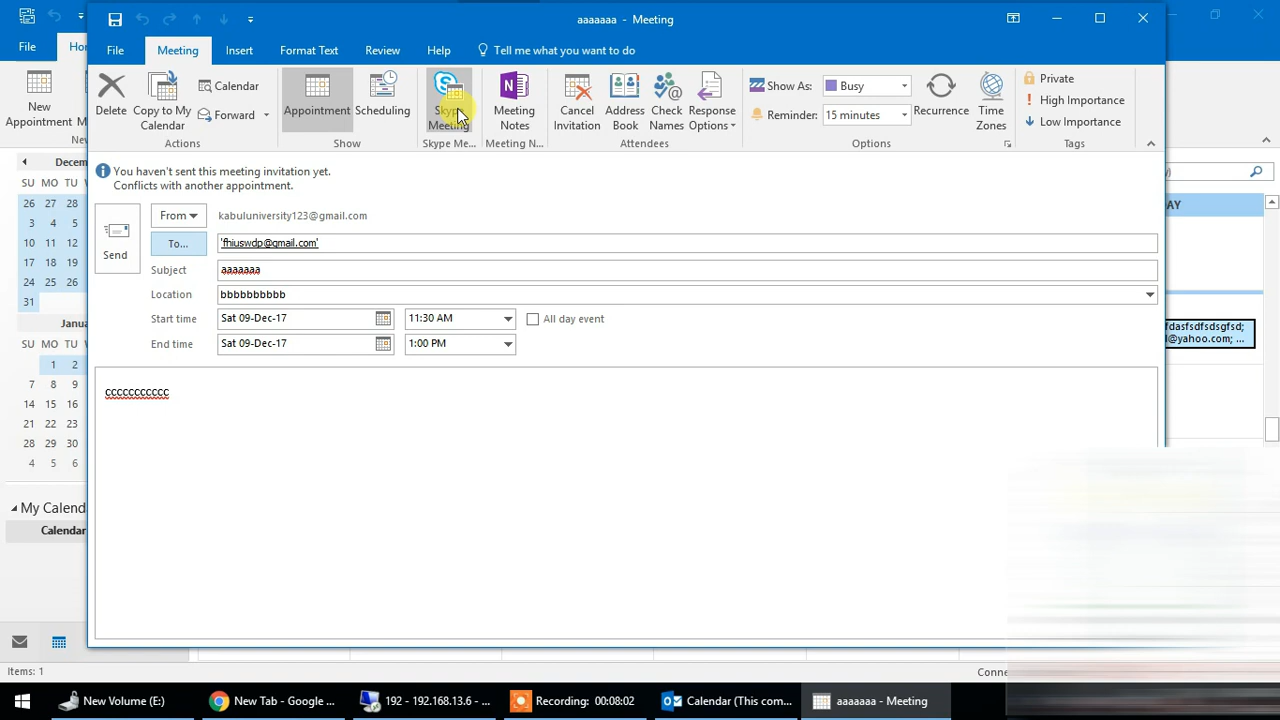 aaaaaaa - Meeting
File Meeting Insert Format Text Review Help Tell me what you want to do
File
New Appointment
Delete
Copy to My Calendar
Calendar
Forward
Actions
Appointment
Scheduling
Show
Skype Meeting
Skype Me...
Meeting Notes
Meeting N...
Cancel Invitation
Address Book
Check Names
Response Options
Attendees
Show As: Busy
Reminder: 15 minutes
Recurrence
Time Zones
Options
Private
High Importance
Low Importance
Tags
You haven't sent this meeting invitation yet.
Conflicts with another appointment.
Send
From kabuluniversity123@gmail.com
To... 'fhiuswdp@gmail.com'
Subject aaaaaaa
Location bbbbbbbbbb
Start time Sat 09-Dec-17 11:30 AM All day event
End time Sat 09-Dec-17 1:00 PM
ccccccccccc
SU MO TU
26 27 28
3 4 5
10 11 12
17 18 19
24 25 26
31
SU MO TU
1 2
7 8 9
14 15 16
21 22 23
28 29 30
4 5 6
Calendar
fdasfsdfsdsgfsd;
@yahoo.com; ...
Items: 1
New Volume (E:)
New Tab - Google ...
192 - 192.168.13.6 - ...
Recording: 00:08:02
Calendar (This com...
aaaaaaa - Meeting